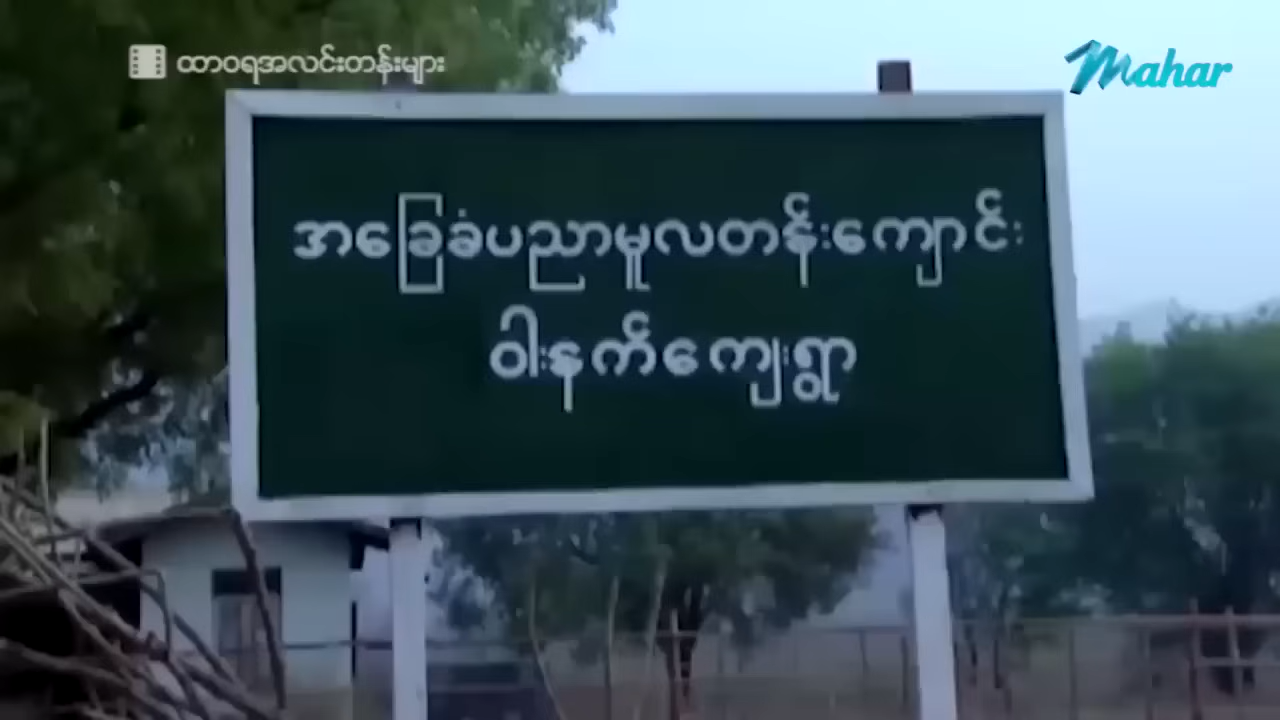 ထာဝရအလင်းတန်းများ
Mahar
အခြေခံပညာမူလတန်းကျောင်း
ဝါးနက်ကျေးရွာ